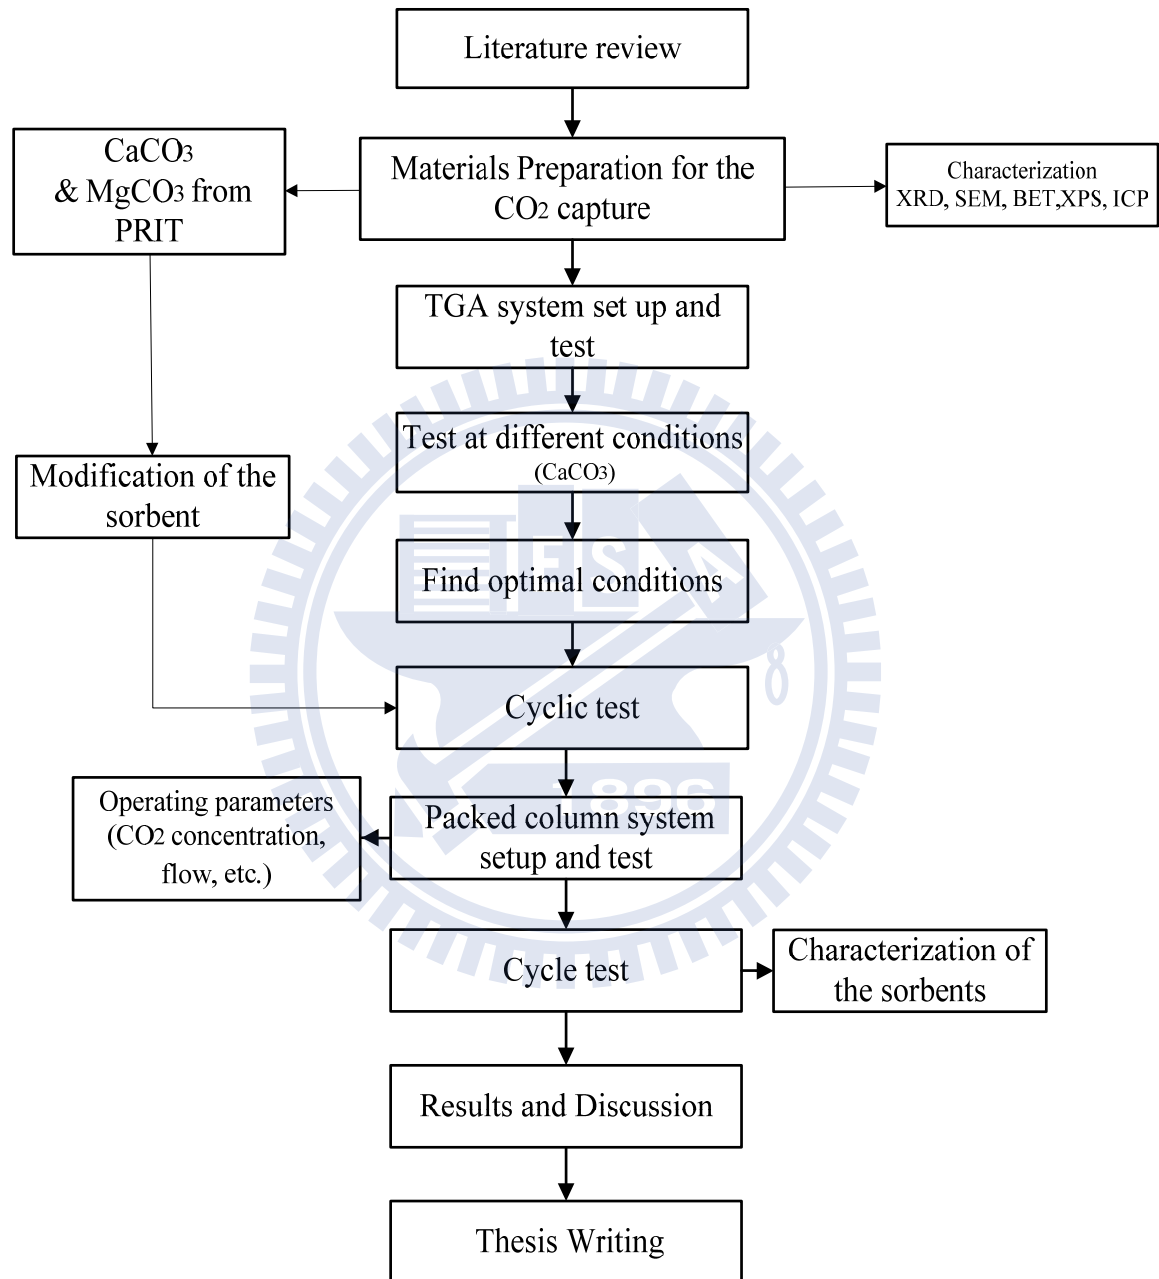 Literature review
CaCO3
& MgCO3 from
PRIT
Materials Preparation for the
CO2 capture
Characterization
XRD, SEM, BET,XPS, ICP
TGA system set up and
test
Test at different conditions
(CaCO3)
Modification of the
sorbent
ESA
Find optimal conditions
Cyclic test
1896
Operating parameters
(CO2 concentration,
flow, etc.)
Packed column system
setup and test
Cycle test
Characterization of
the sorbents
Results and Discussion
Thesis Writing